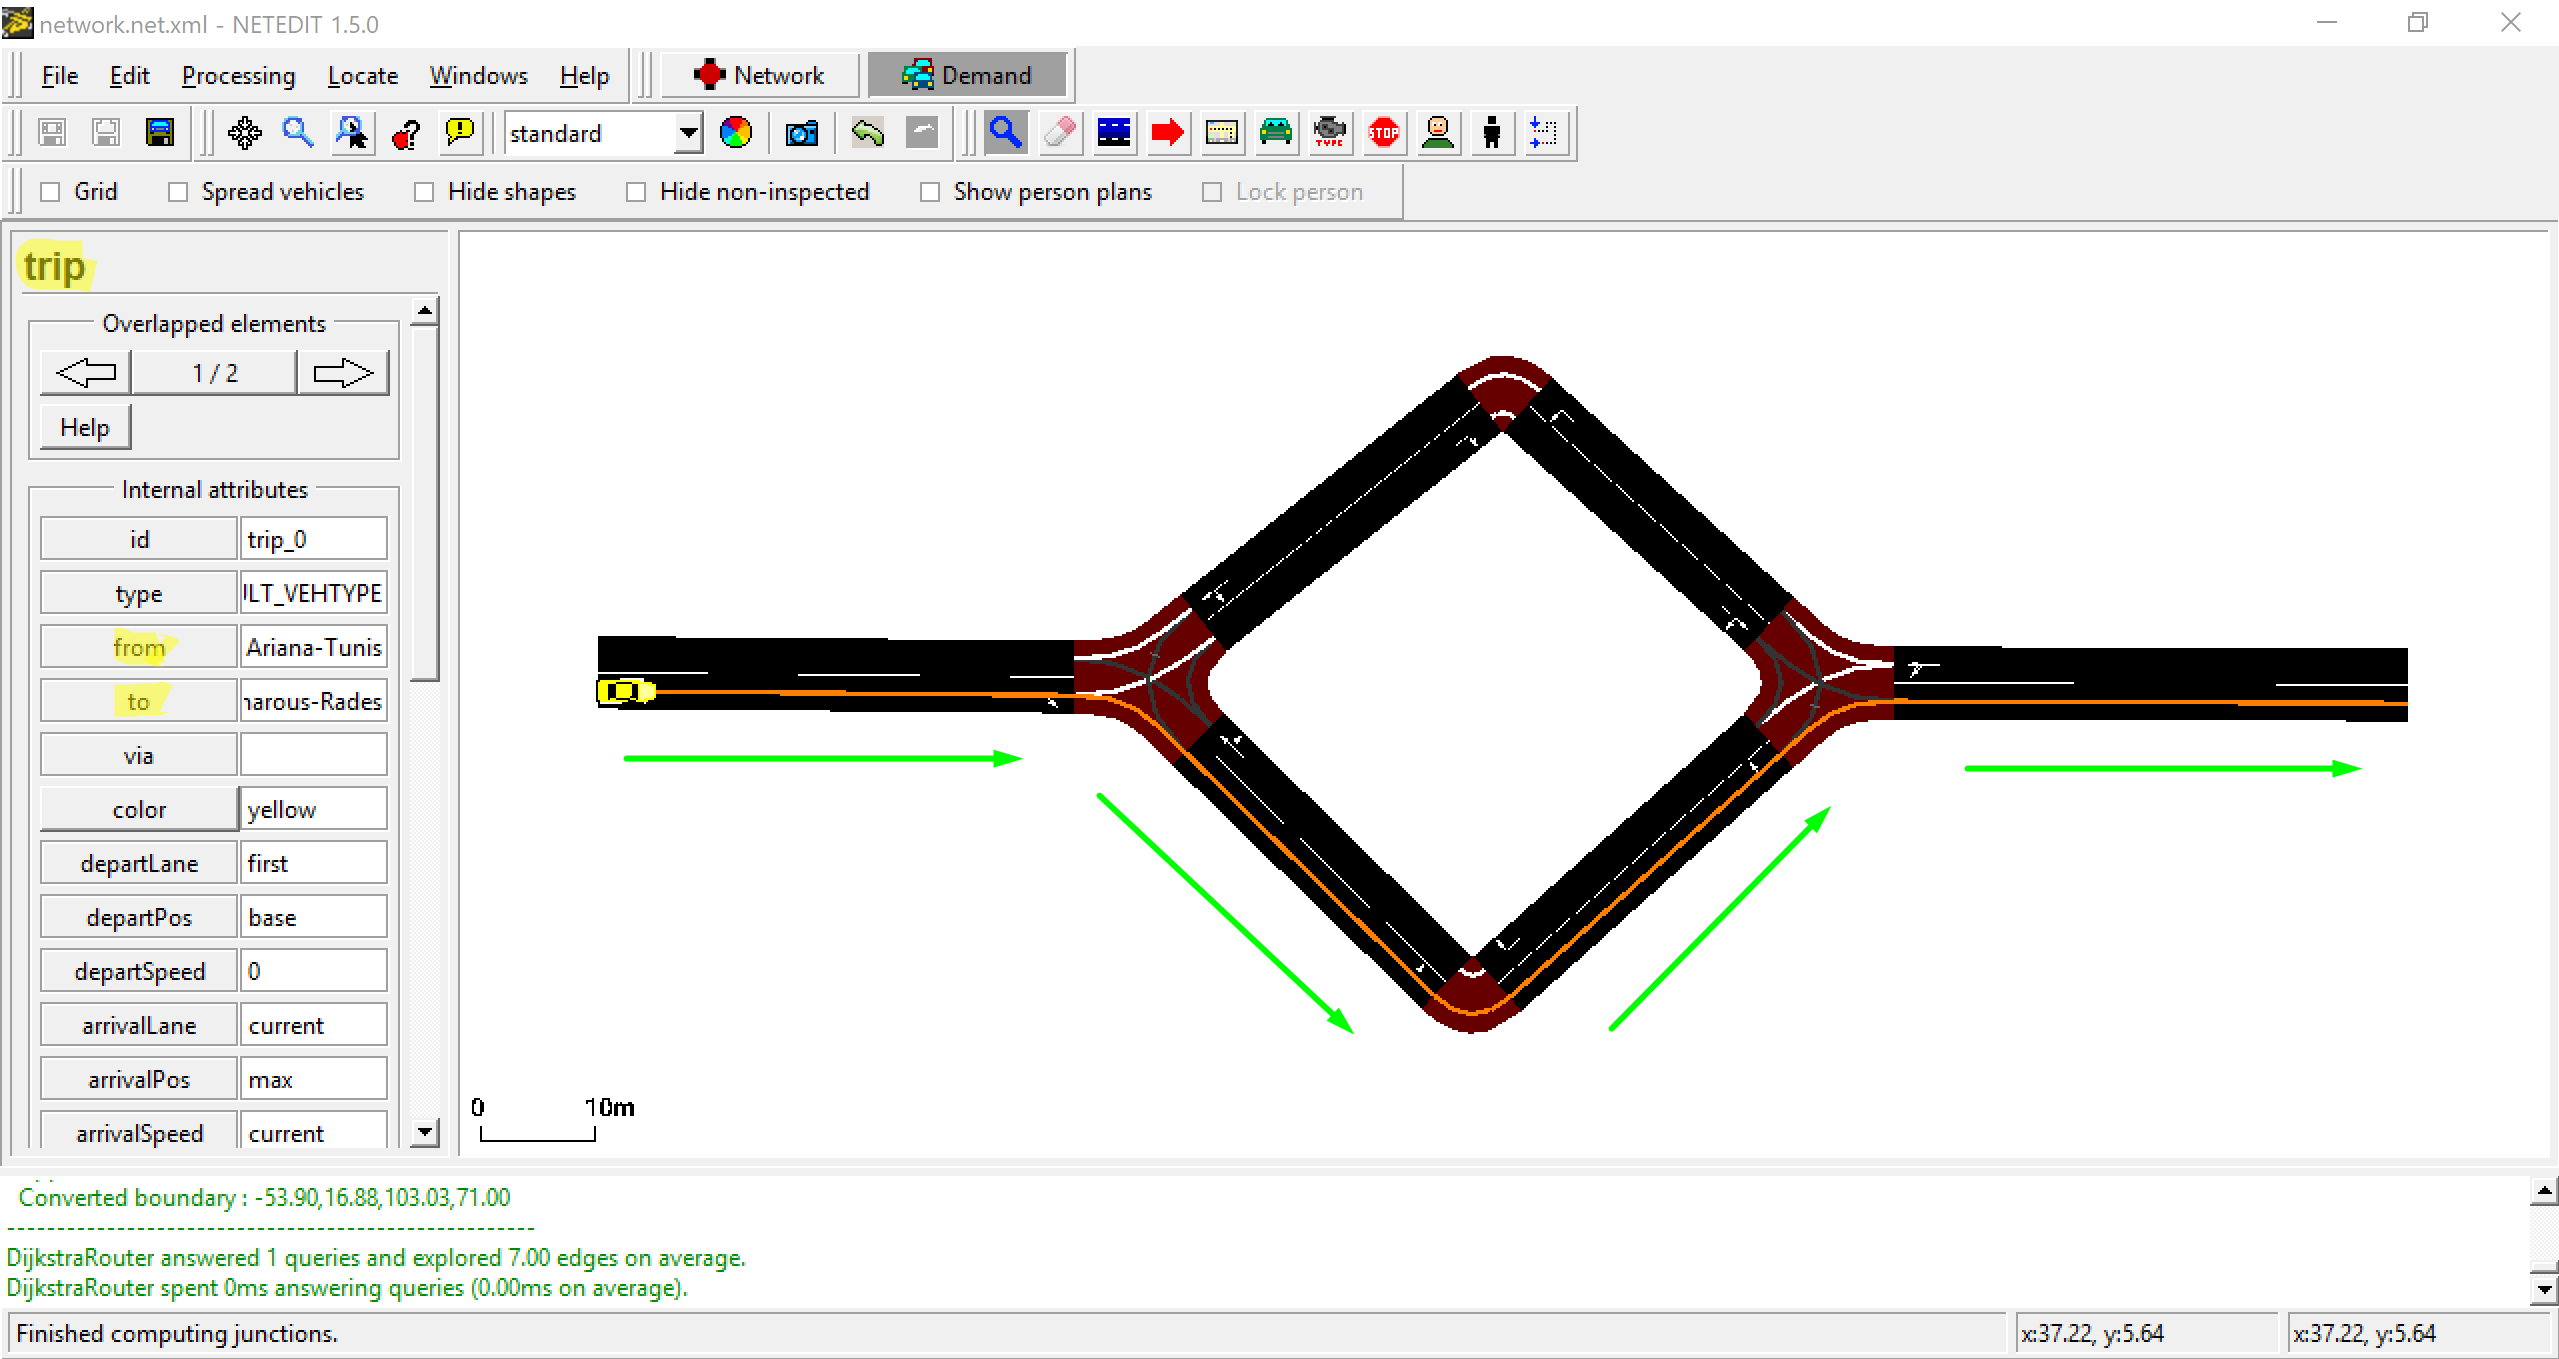 network.net.xml - NETEDIT 1.5.0
File Edit Processing Locate Windows Help Network Demand
standard TYPE STOP
Grid Spread vehicles Hide shapes Hide non-inspected Show person plans Lock person
trip
Overlapped elements
1 / 2
Help
Internal attributes
id trip_0
type JLT_VEHTYPE
from Ariana-Tunis
to arous-Rades
via
color yellow
departLane first
departPos base
departSpeed 0
arrivalLane current
arrivalPos max
arrivalSpeed current
0 10m
Converted boundary : -53.90,16.88,103.03,71.00
-----------------------------------------------------
DijkstraRouter answered 1 queries and explored 7.00 edges on average.
DijkstraRouter spent 0ms answering queries (0.00ms on average).
Finished computing junctions.
x:37.22, y:5.64 x:37.22, y:5.64